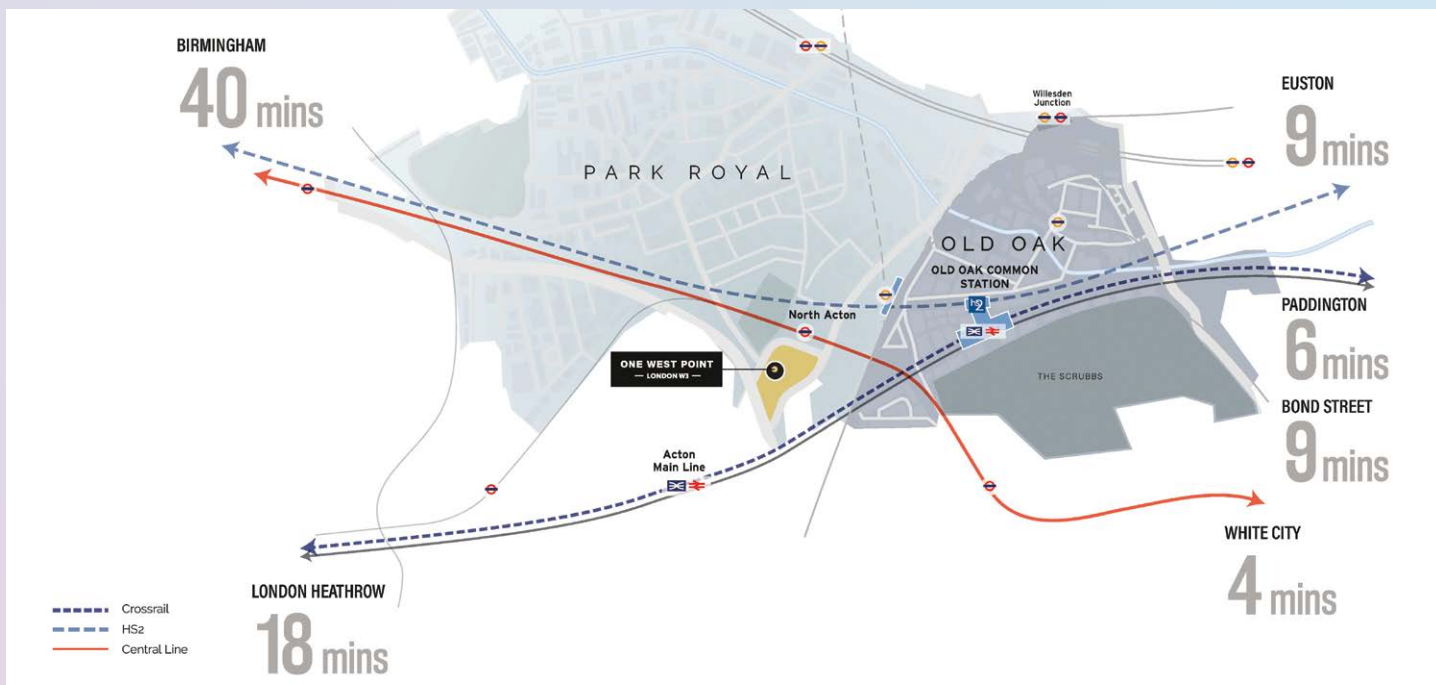 BIRMINGHAM
40 mins
PARK ROYAL
Willesden
Junction
EUSTON
9 mins
OLD OAK
OLD OAK COMMON
STATION
hs2
North Acton
PADDINGTON
6 mins
ONE WEST POINT
— LONDON W3 —
THE SCRUBBS
BOND STREET
9 mins
Acton
Main Line
WHITE CITY
4 mins
LONDON HEATHROW
18 mins
Crossrail
HS2
Central Line